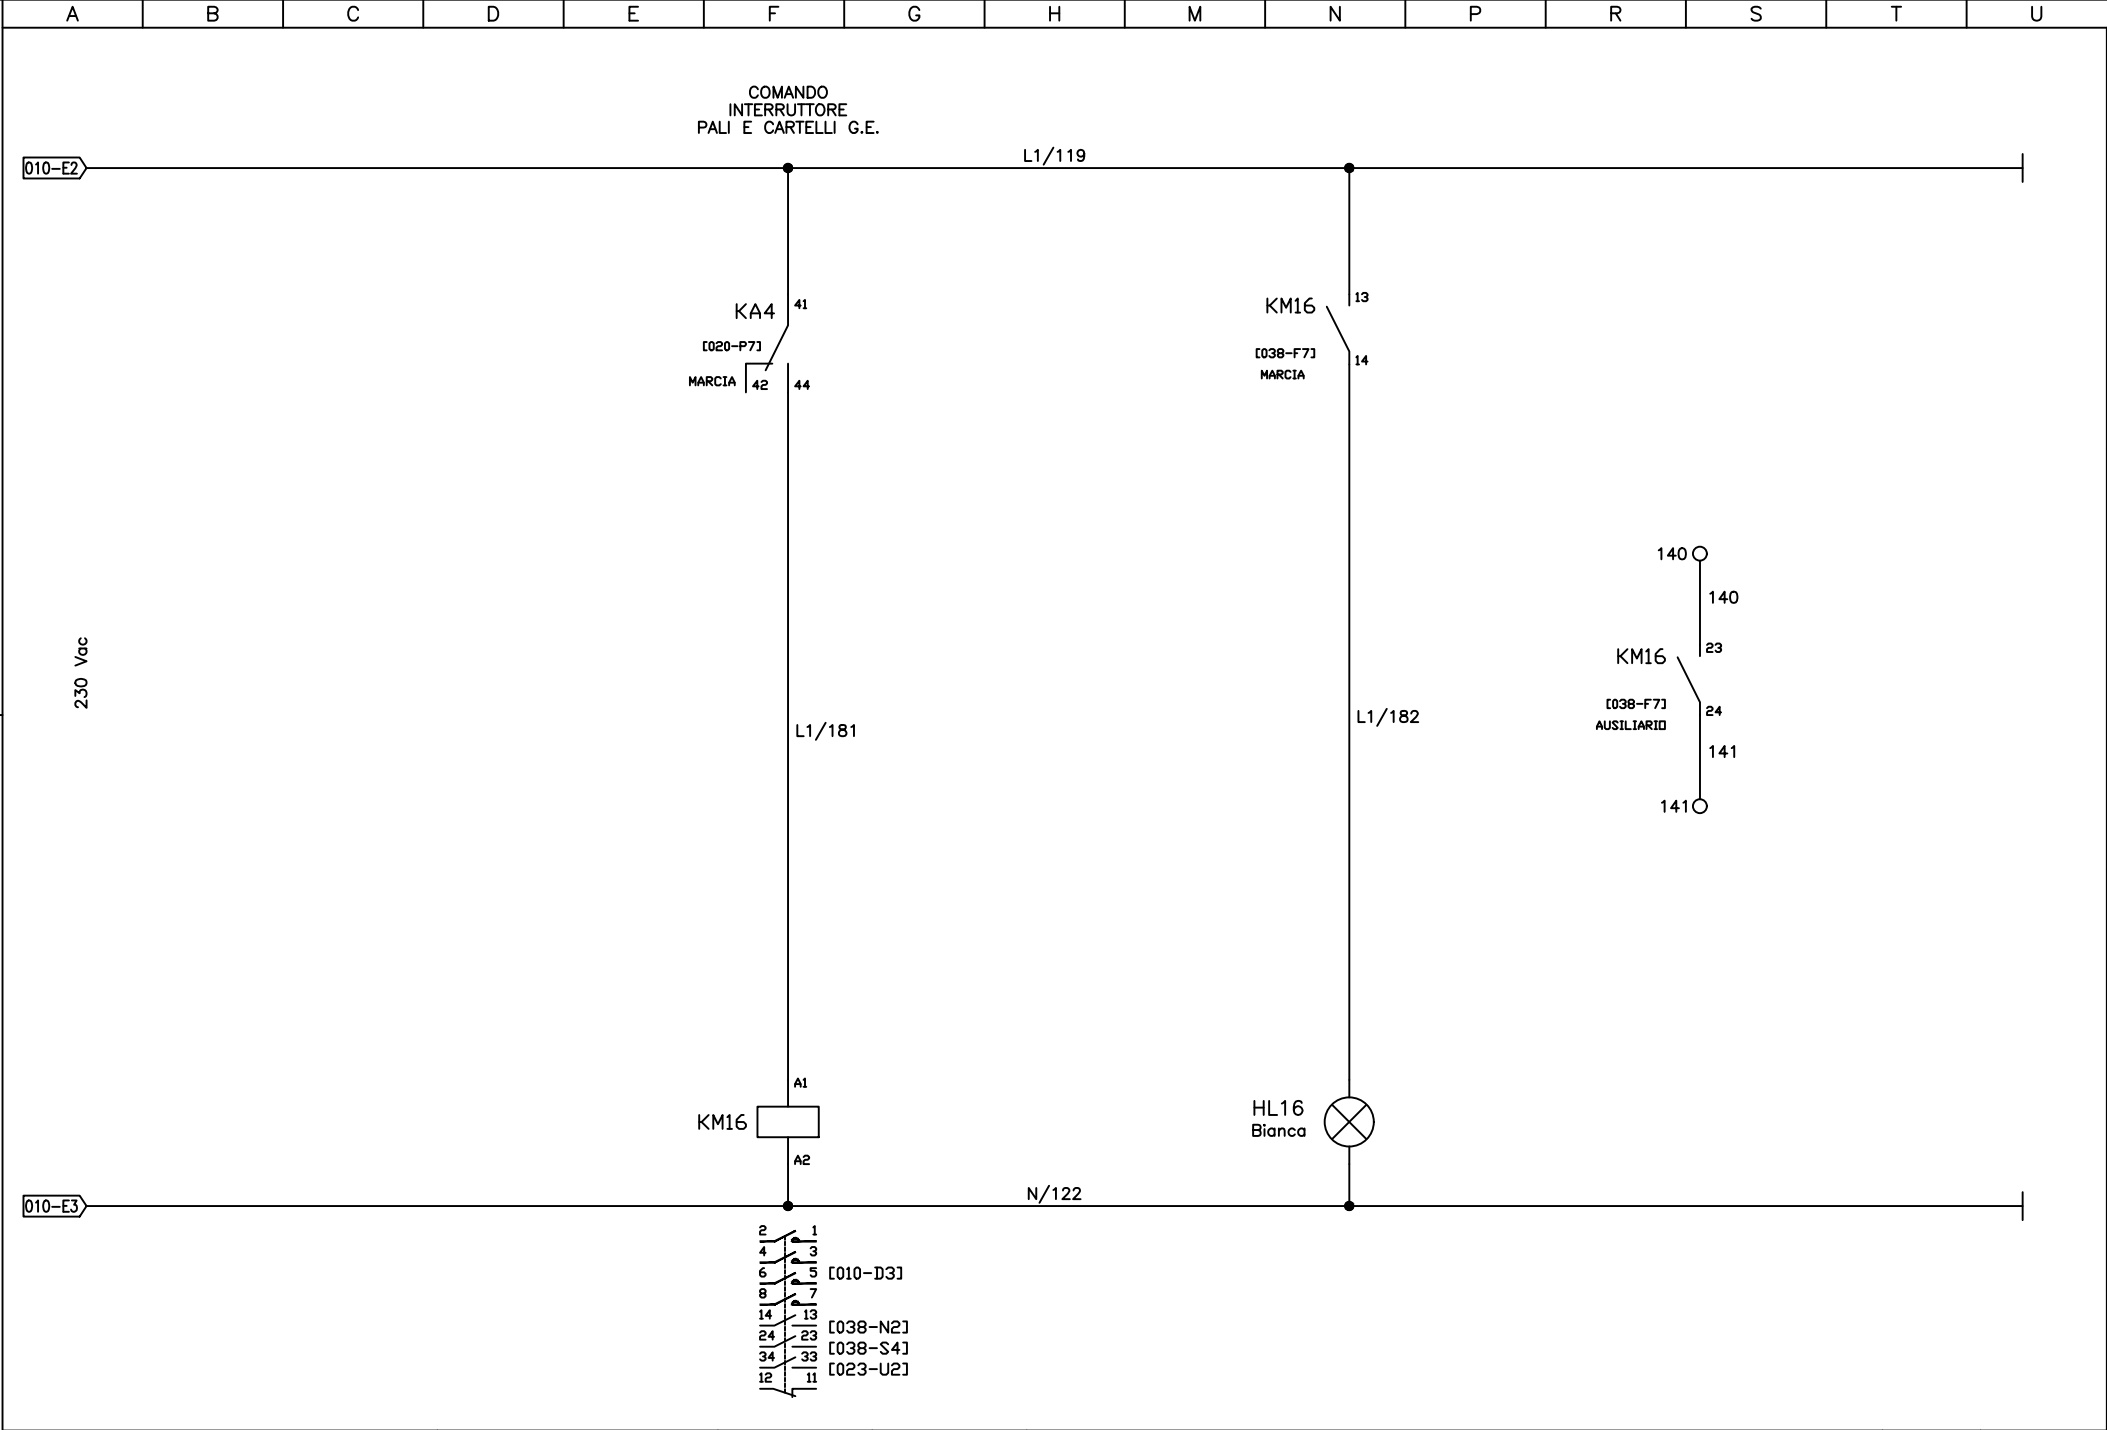 A B C D E F G H M N P R S T U
COMANDO
INTERRUTTORE
PALI E CARTELLI G.E.
010-E2
L1/119
KA4
41
[020-P7]
MARCIA
42
44
KM16
13
[038-F7]
14
MARCIA
140
140
KM16
23
[038-F7]
24
AUSILIARIO
141
141
230 Vac
L1/181
L1/182
A1
KM16
A2
HL16
Bianca
010-E3
N/122
2 1
4 3
6 5 [010-D3]
8 7
14 13 [038-N2]
24 23 [038-S4]
34 33 [023-U2]
12 11